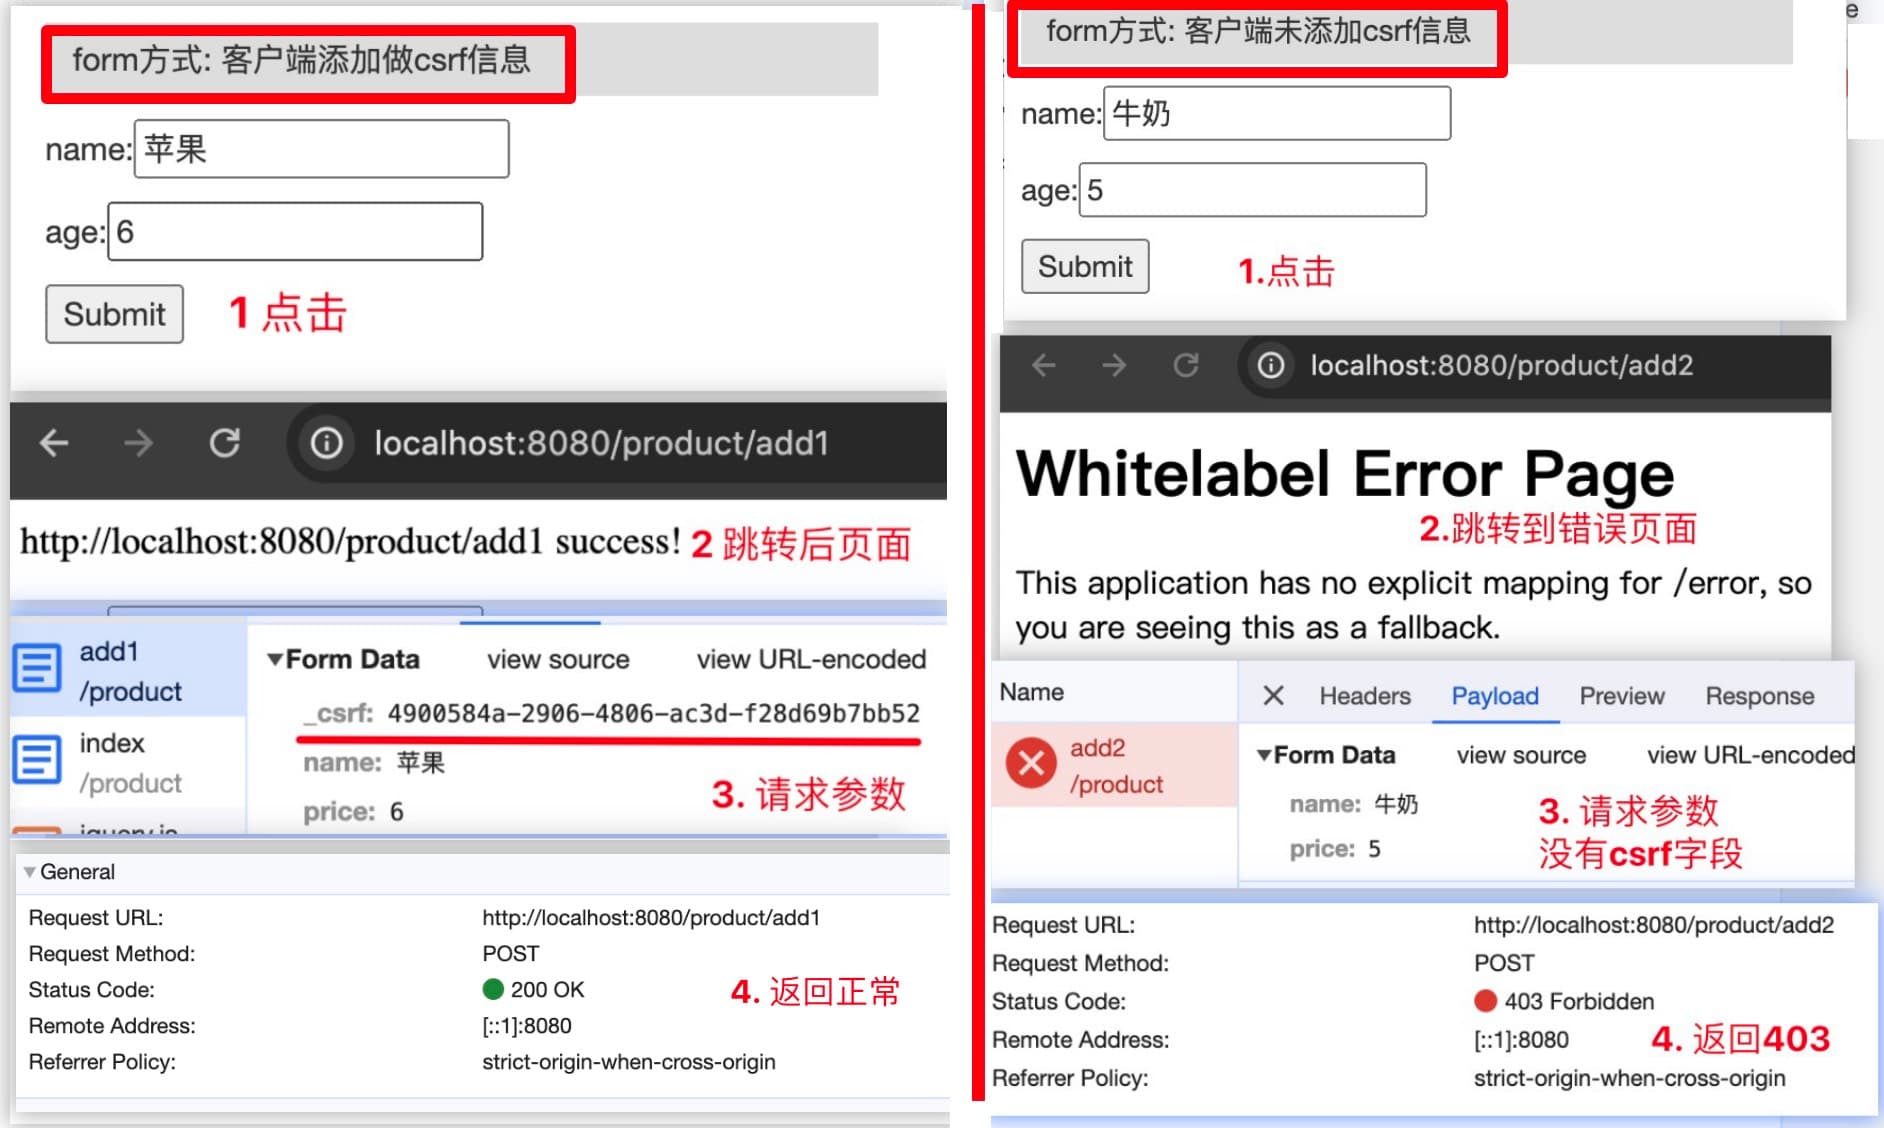 form方式: 客户端添加做csrf信息
name: 苹果
age: 6
Submit
1 点击
localhost:8080/product/add1
http://localhost:8080/product/add1 success!
2 跳转后页面
add1
/product
index
/product
Form Data view source view URL-encoded
_csrf: 4900584a-2906-4806-ac3d-f28d69b7bb52
name: 苹果
price: 6
3. 请求参数
General
Request URL: http://localhost:8080/product/add1
Request Method: POST
Status Code: 200 OK
4. 返回正常
Remote Address: [::1]:8080
Referrer Policy: strict-origin-when-cross-origin
form方式: 客户端未添加csrf信息
name: 牛奶
age: 5
Submit
1.点击
localhost:8080/product/add2
Whitelabel Error Page
2.跳转到错误页面
This application has no explicit mapping for /error, so
you are seeing this as a fallback.
Name
Headers Payload Preview Response
add2
/product
Form Data view source view URL-encoded
name: 牛奶
price: 5
3. 请求参数
没有csrf字段
Request URL: http://localhost:8080/product/add2
Request Method: POST
Status Code: 403 Forbidden
Remote Address: [::1]:8080
4. 返回403
Referrer Policy: strict-origin-when-cross-origin